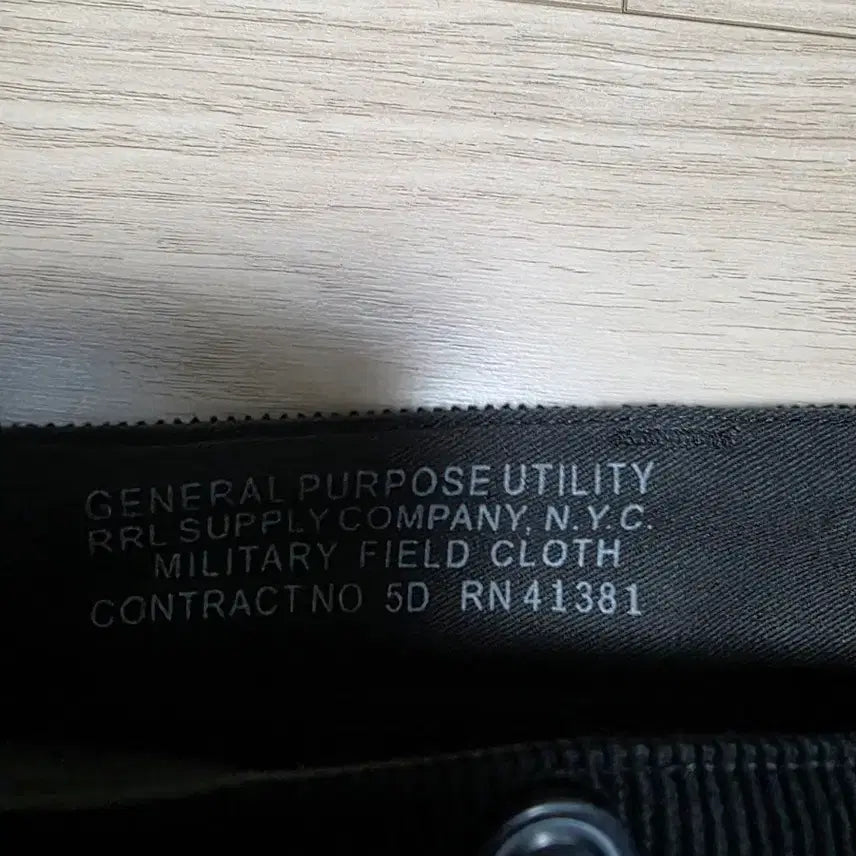 GENERAL PURPOSE UTILITY
RRL SUPPLY COMPANY, N.Y.C.
MILITARY FIELD CLOTH
CONTRACT NO 5D RN 41381